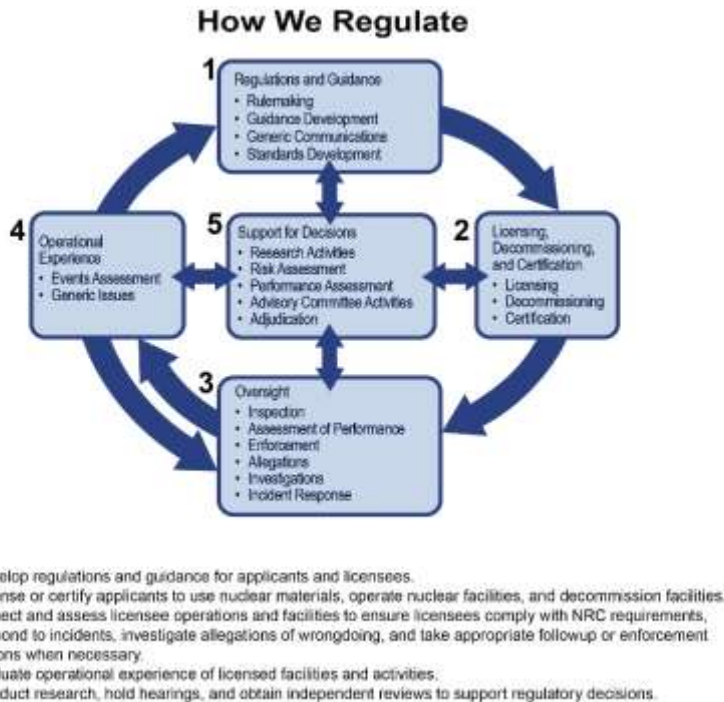 How We Regulate
1
Regulations and Guidance
• Rulemaking
• Guidance Development
• Generic Communications
• Standards Development
4
Operational
Experience
• Events Assessment
• Generic Issues
5
Support for Decisions
• Research Activities
• Risk Assessment
• Performance Assessment
• Advisory Committee Activities
• Adjudication
2
Licensing,
Decommissioning,
and Certification
• Licensing
• Decommissioning
• Certification
3
Oversight
• Inspection
• Assessment of Performance
• Enforcement
• Allegations
• Investigations
• Incident Response
elop regulations and guidance for applicants and licensees.
nse or certify applicants to use nuclear materials, operate nuclear facilities, and decommission facilities
ect and assess licensee operations and facilities to ensure licensees comply with NRC requirements,
ond to incidents, investigate allegations of wrongdoing, and take appropriate followup or enforcement
ons when necessary.
uate operational experience of licensed facilities and activities.
duct research, hold hearings, and obtain independent reviews to support regulatory decisions.